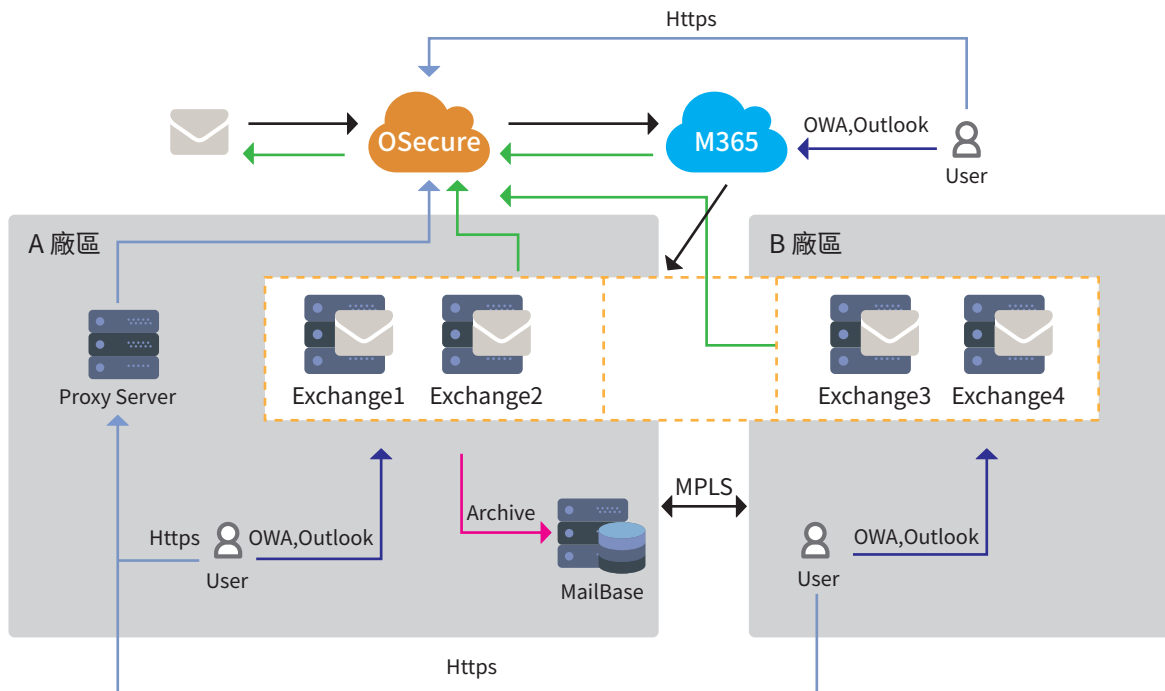 Https
OSecure
M365
OWA,Outlook
User
A 廠區
B 廠區
Proxy Server
Exchange1
Exchange2
Exchange3
Exchange4
MPLS
Archive
Https
OWA,Outlook
User
MailBase
OWA,Outlook
User
Https